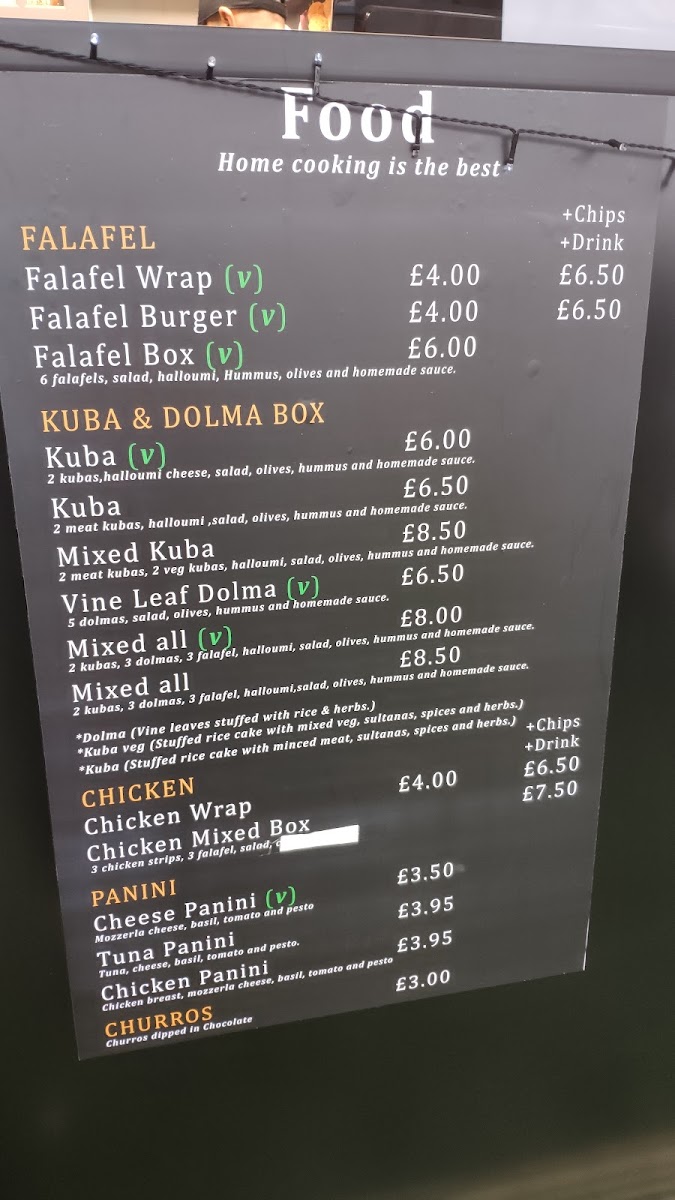 Food
Home cooking is the best
+Chips
+Drink
FALAFEL
Falafel Wrap (v) £4.00 £6.50
Falafel Burger (v) £4.00 £6.50
Falafel Box (v) £6.00
6 falafels, salad, halloumi, Hummus, olives and homemade sauce.
KUBA & DOLMA BOX
Kuba (v) £6.00
2 kubas,halloumi cheese, salad, olives, hummus and homemade sauce.
Kuba £6.50
2 meat kubas, halloumi ,salad, olives, hummus and homemade sauce.
Mixed Kuba £8.50
2 meat kubas, 2 veg kubas, halloumi, salad, olives, hummus and homemade sauce.
Vine Leaf Dolma (v) £6.50
5 dolmas, salad, olives, hummus and homemade sauce.
Mixed all (v) £8.00
2 kubas, 3 dolmas, 3 falafel, halloumi, salad, olives, hummus and homemade sauce.
Mixed all £8.50
2 kubas, 3 dolmas, 3 falafel, halloumi,salad, olives, hummus and homemade sauce.
*Dolma (Vine leaves stuffed with rice & herbs.)
*Kuba veg (Stuffed rice cake with mixed veg, sultanas, spices and herbs.)
*Kuba (Stuffed rice cake with minced meat, sultanas, spices and herbs.)
+Chips
+Drink
CHICKEN
Chicken Wrap £4.00 £6.50
Chicken Mixed Box £7.50
3 chicken strips, 3 falafel, salad,
PANINI
Cheese Panini (v) £3.50
Mozzerla cheese, basil, tomato and pesto
Tuna Panini £3.95
Tuna, cheese, basil, tomato and pesto.
Chicken Panini £3.95
Chicken breast, mozzerla cheese, basil, tomato and pesto
CHURROS £3.00
Churros dipped in Chocolate